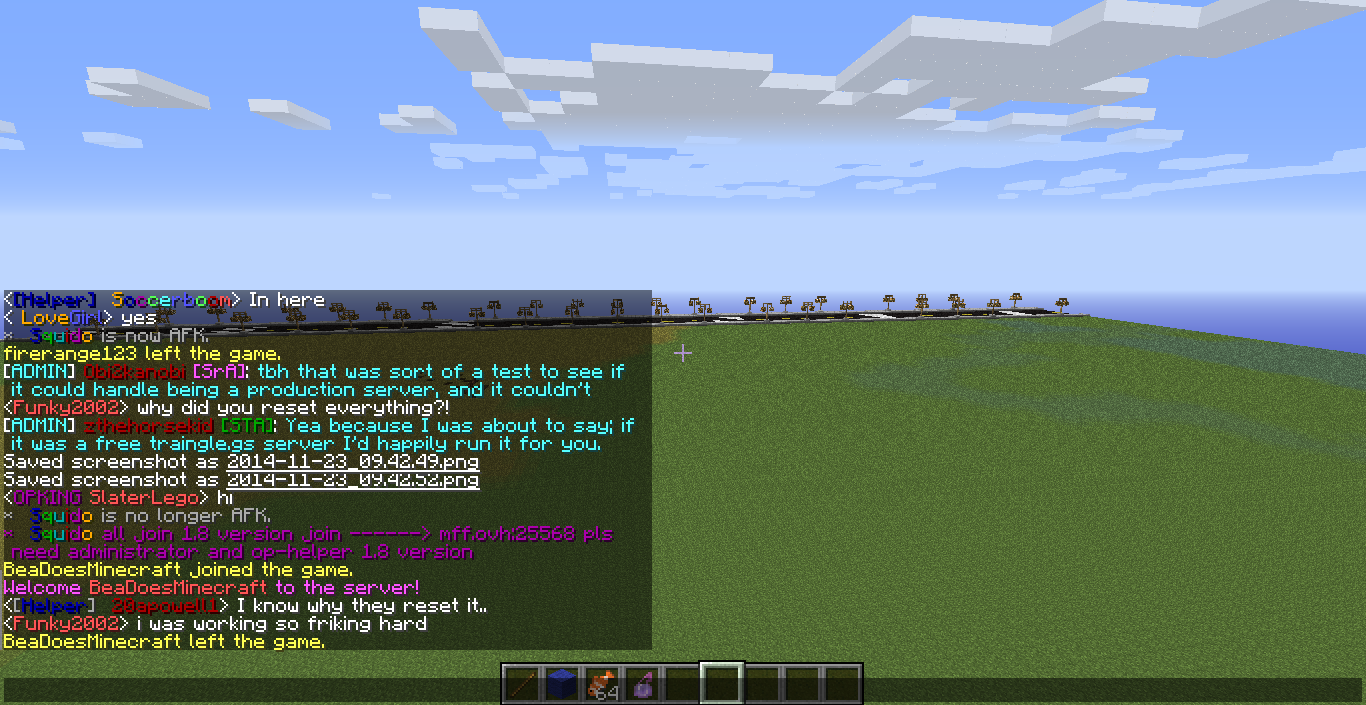 <[Helper] Soccerboom> In here
< LoveGirl> yes
* Squido is now AFK.
firerange123 left the game.
[ADMIN] Obi2kanobi [SrA]: tbh that was sort of a test to see if
it could handle being a production server, and it couldn't
<Funky2002> why did you reset everything?!
[ADMIN] zthehorsekid [STA]: Yea because I was about to say; if
it was a free traingle.gs server I'd happily run it for you.
Saved screenshot as 2014-11-23_09.42.49.png
Saved screenshot as 2014-11-23_09.42.52.png
<OPKING SlaterLego> hi
* Squido is no longer AFK.
* Squido all join 1.8 version join ------> mff.ovh:25568 pls
need administrator and op-helper 1.8 version
BeaDoesMinecraft joined the game.
Welcome BeaDoesMinecraft to the server!
<[Helper] 20apowell1> I know why they reset it..
<Funky2002> i was working so friking hard
BeaDoesMinecraft left the game.
64